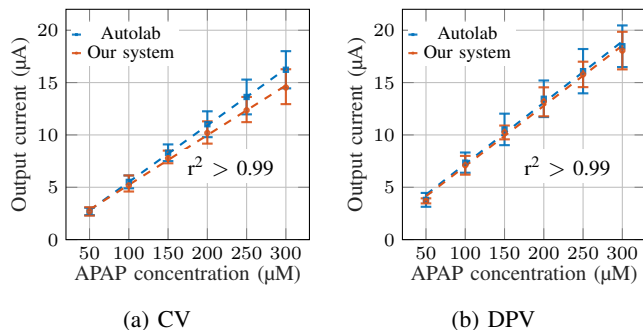 20
15
10
5
0
Output current (µA)
Autolab
Our system
r² > 0.99
50 100 150 200 250 300
APAP concentration (µM)
(a) CV
20
15
10
5
0
Output current (µA)
Autolab
Our system
r² > 0.99
50 100 150 200 250 300
APAP concentration (µM)
(b) DPV